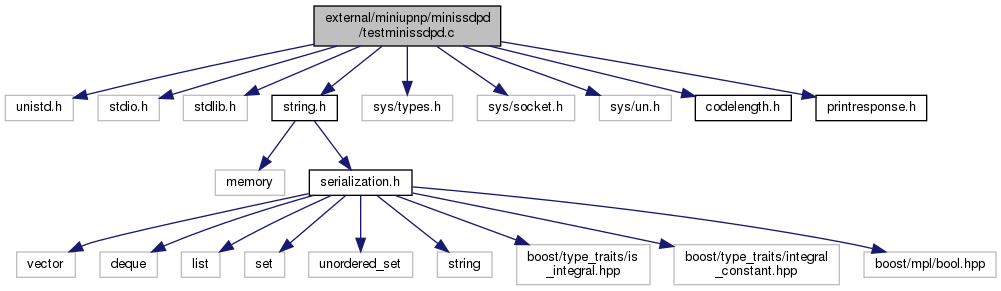 external/miniupnp/minissdpd
/testminissdpd.c
unistd.h
stdio.h
stdlib.h
string.h
sys/types.h
sys/socket.h
sys/un.h
codelength.h
printresponse.h
memory
serialization.h
vector
deque
list
set
unordered_set
string
boost/type_traits/is
_integral.hpp
boost/type_traits/integral
_constant.hpp
boost/mpl/bool.hpp